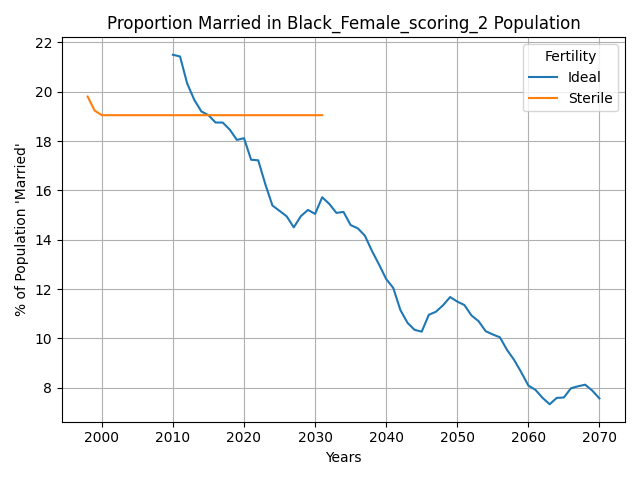 Proportion Married in Black_Female_scoring_2 Population
% of Population 'Married'
22
20
18
16
14
12
10
8
Fertility
Ideal
Sterile
2000 2010 2020 2030 2040 2050 2060 2070
Years